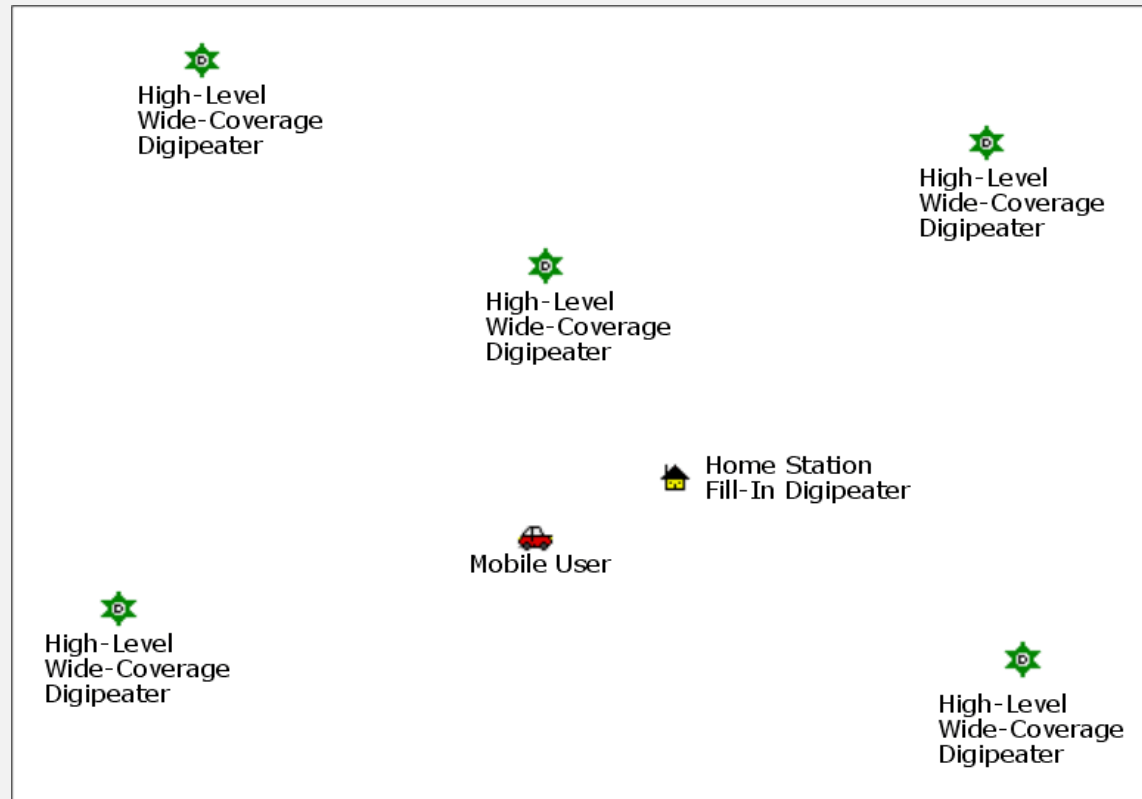 D
High-Level
Wide-Coverage
Digipeater
D
High-Level
Wide-Coverage
Digipeater
D
High-Level
Wide-Coverage
Digipeater
Home Station
Fill-In Digipeater
Mobile User
D
High-Level
Wide-Coverage
Digipeater
D
High-Level
Wide-Coverage
Digipeater